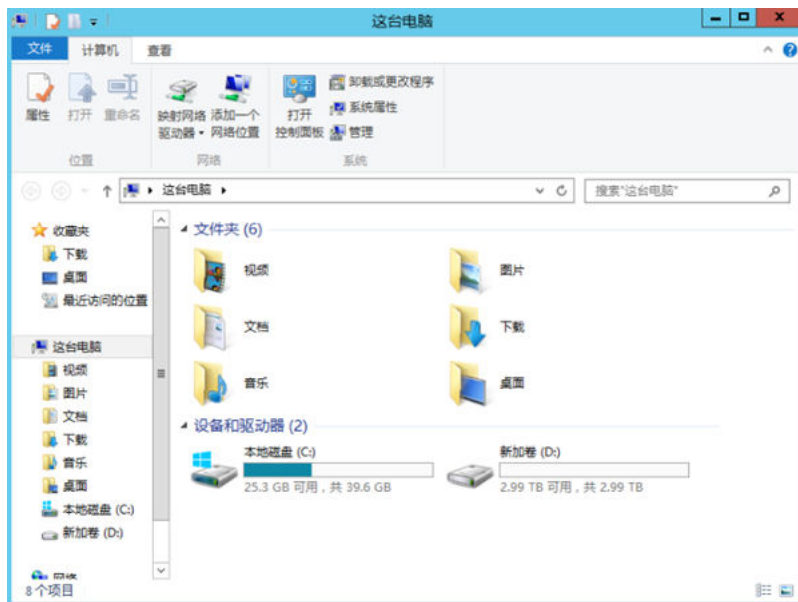 这台电脑
文件 计算机 查看
属性 打开 重命名 映射网络驱动器 添加一个网络位置 打开控制面板 卸载或更改程序
系统属性
管理
位置 网络 系统
这台电脑 搜索"这台电脑"
收藏夹
下载
桌面
最近访问的位置
这台电脑
视频
图片
文档
下载
音乐
桌面
本地磁盘 (C:)
新加卷 (D:)
网络
文件夹 (6)
视频 图片
文档 下载
音乐 桌面
设备和驱动器 (2)
本地磁盘 (C:) 新加卷 (D:)
25.3 GB 可用，共 39.6 GB 2.99 TB 可用，共 2.99 TB
8 个项目